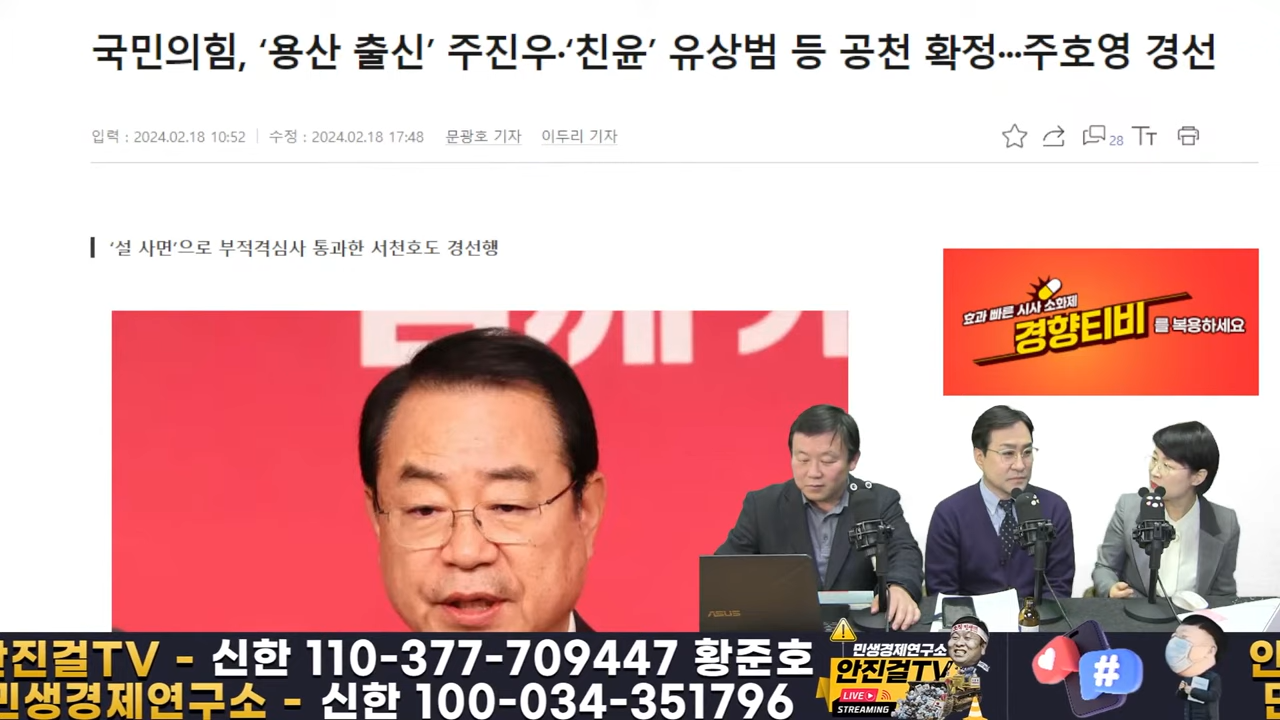 국민의힘, ‘용산 출신’ 주진우·‘친윤’ 유상범 등 공천 확정…주호영 경선
입력 : 2024.02.18 10:52
수정 : 2024.02.18 17:48
문광호 기자 이두리 기자
28
TT
‘설 사면’으로 부적격심사 통과한 서천호도 경선행
효과 빠른 시사 소화제
경향티비를 복용하세요
안진걸TV - 신한 110-377-709447 황준호
민생경제연구소 - 신한 100-034-351796
민생경제연구소
안진걸TV
LIVE
STREAMING
#